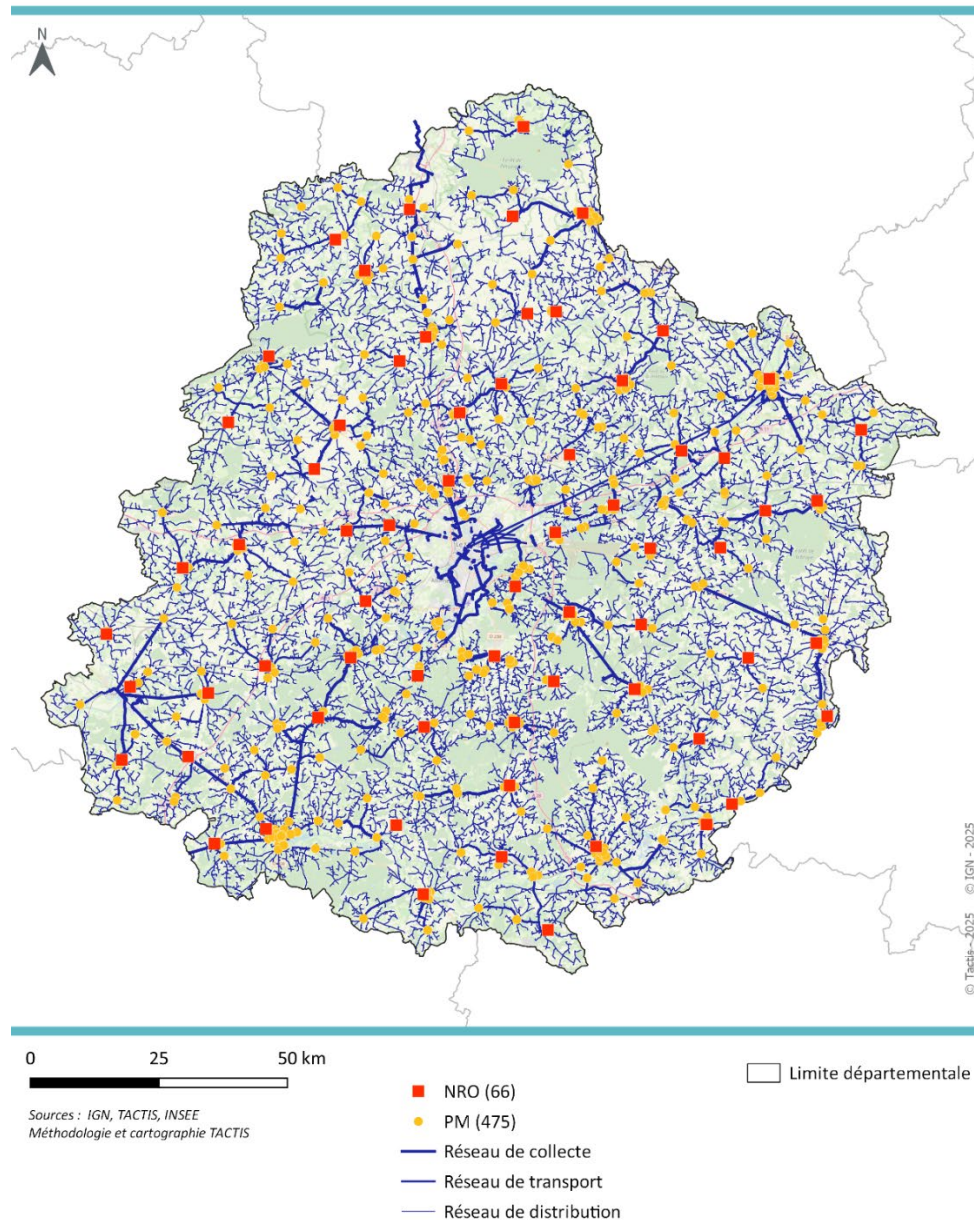 N
© Tactis - 2025 © IGN - 2025
0 25 50 km
Sources : IGN, TACTIS, INSEE
Méthodologie et cartographie TACTIS
NRO (66)
PM (475)
Réseau de collecte
Réseau de transport
Réseau de distribution
Limite départementale